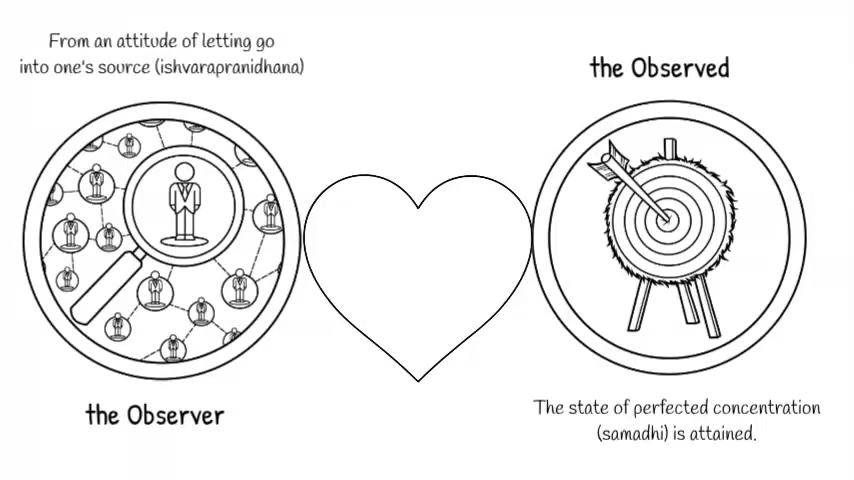 From an attitude of letting go
into one's source (ishvarapranidhana)
the Observer
the Observed
The state of perfected concentration
(samadhi) is attained.